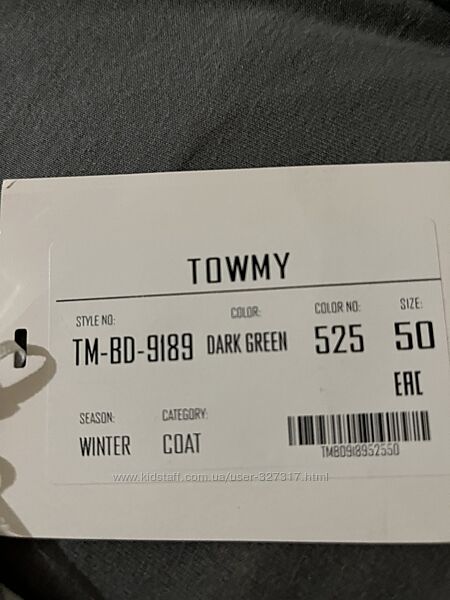 TOWMY
STYLE NO: COLOR: COLOR NO: SIZE:
TM-BD-9189 DARK GREEN 525 50
EAC
SEASON: CATEGORY:
WINTER COAT
TMBD918952550
www.kidstaff.com.ua/user-327317.html